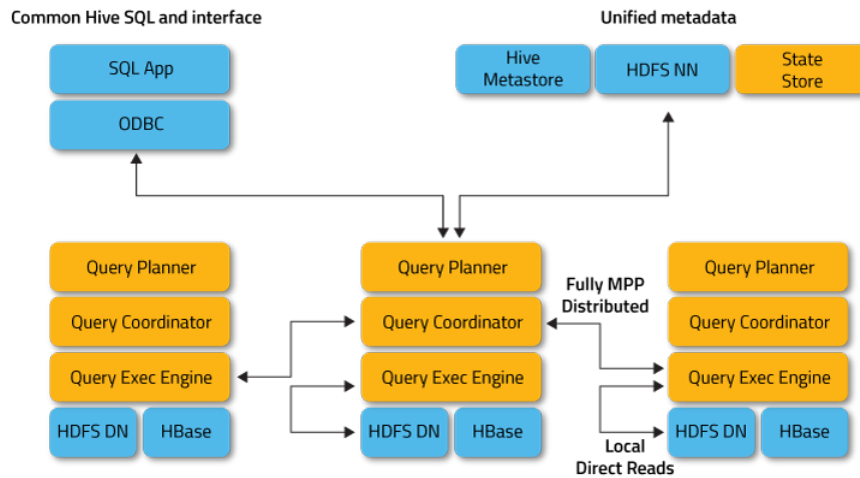 Common Hive SQL and interface
Unified metadata
SQL App
ODBC
Hive
Metastore
HDFS NN
State
Store
Query Planner
Query Coordinator
Query Exec Engine
HDFS DN
HBase
Query Planner
Query Coordinator
Query Exec Engine
HDFS DN
HBase
Fully MPP
Distributed
Local
Direct Reads
Query Planner
Query Coordinator
Query Exec Engine
HDFS DN
HBase